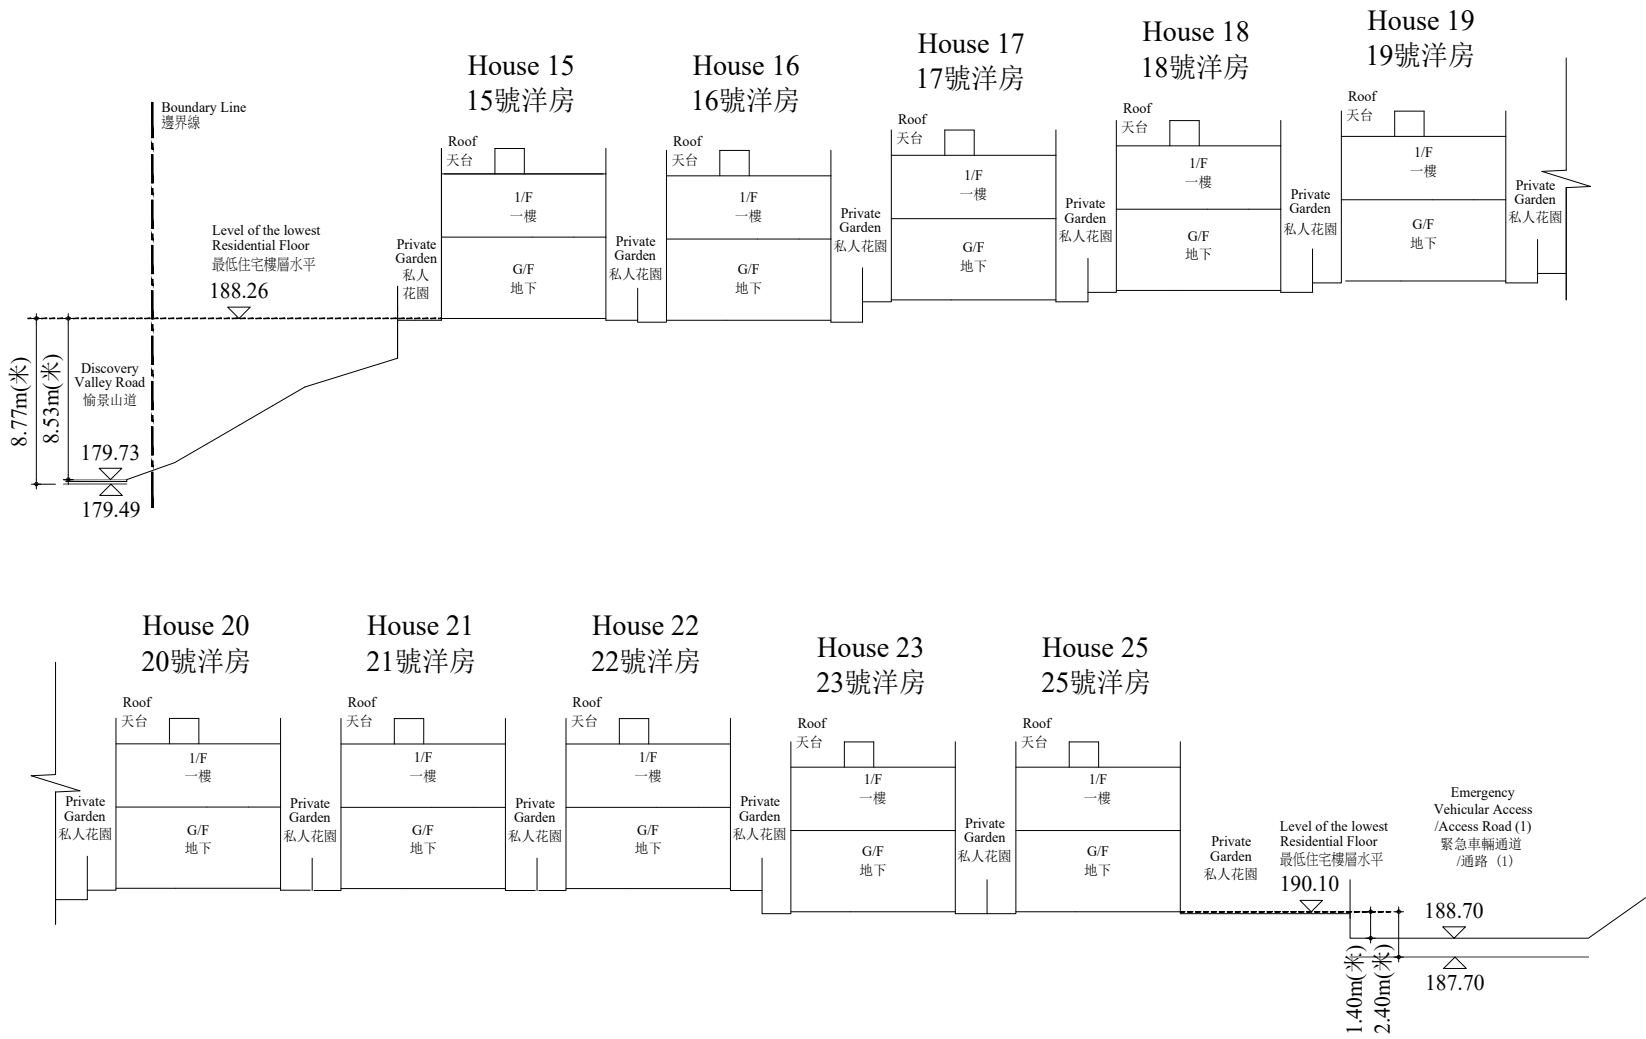 House 15
15號洋房
House 16
16號洋房
House 17
17號洋房
House 18
18號洋房
House 19
19號洋房
Boundary Line
邊界線
Roof
天台
1/F
一樓
G/F
地下
Roof
天台
1/F
一樓
G/F
地下
Roof
天台
1/F
一樓
G/F
地下
Roof
天台
1/F
一樓
G/F
地下
Roof
天台
1/F
一樓
G/F
地下
Level of the lowest
Residential Floor
最低住宅樓層水平
188.26
Private
Garden
私人
花園
Private
Garden
私人花園
Private
Garden
私人花園
Private
Garden
私人花園
Private
Garden
私人花園
Private
Garden
私人花園
8.77m(米)
8.53m(米)
Discovery
Valley Road
愉景山道
179.73
179.49
House 20
20號洋房
House 21
21號洋房
House 22
22號洋房
House 23
23號洋房
House 25
25號洋房
Roof
天台
1/F
一樓
G/F
地下
Roof
天台
1/F
一樓
G/F
地下
Roof
天台
1/F
一樓
G/F
地下
Roof
天台
1/F
一樓
G/F
地下
Roof
天台
1/F
一樓
G/F
地下
Private
Garden
私人花園
Private
Garden
私人花園
Private
Garden
私人花園
Private
Garden
私人花園
Private
Garden
私人花園
Private
Garden
私人花園
Level of the lowest
Residential Floor
最低住宅樓層水平
190.10
Emergency
Vehicular Access
/Access Road (1)
緊急車輛通道
/通路（1）
188.70
187.70
1.40m(米)
2.40m(米)